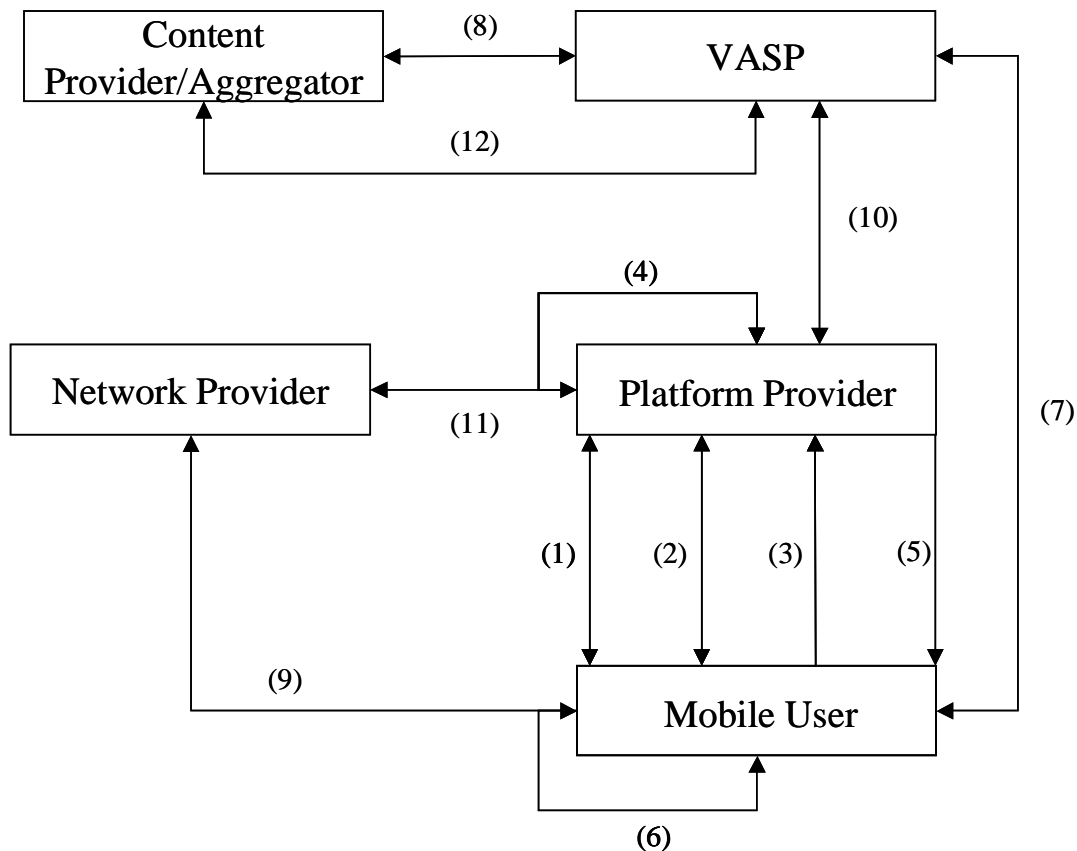 (8)
Content
Provider/Aggregator
VASP
(12)
(10)
(4)
Network Provider
Platform Provider
(11)
(7)
(1)
(2)
(3)
(5)
(9)
Mobile User
(6)